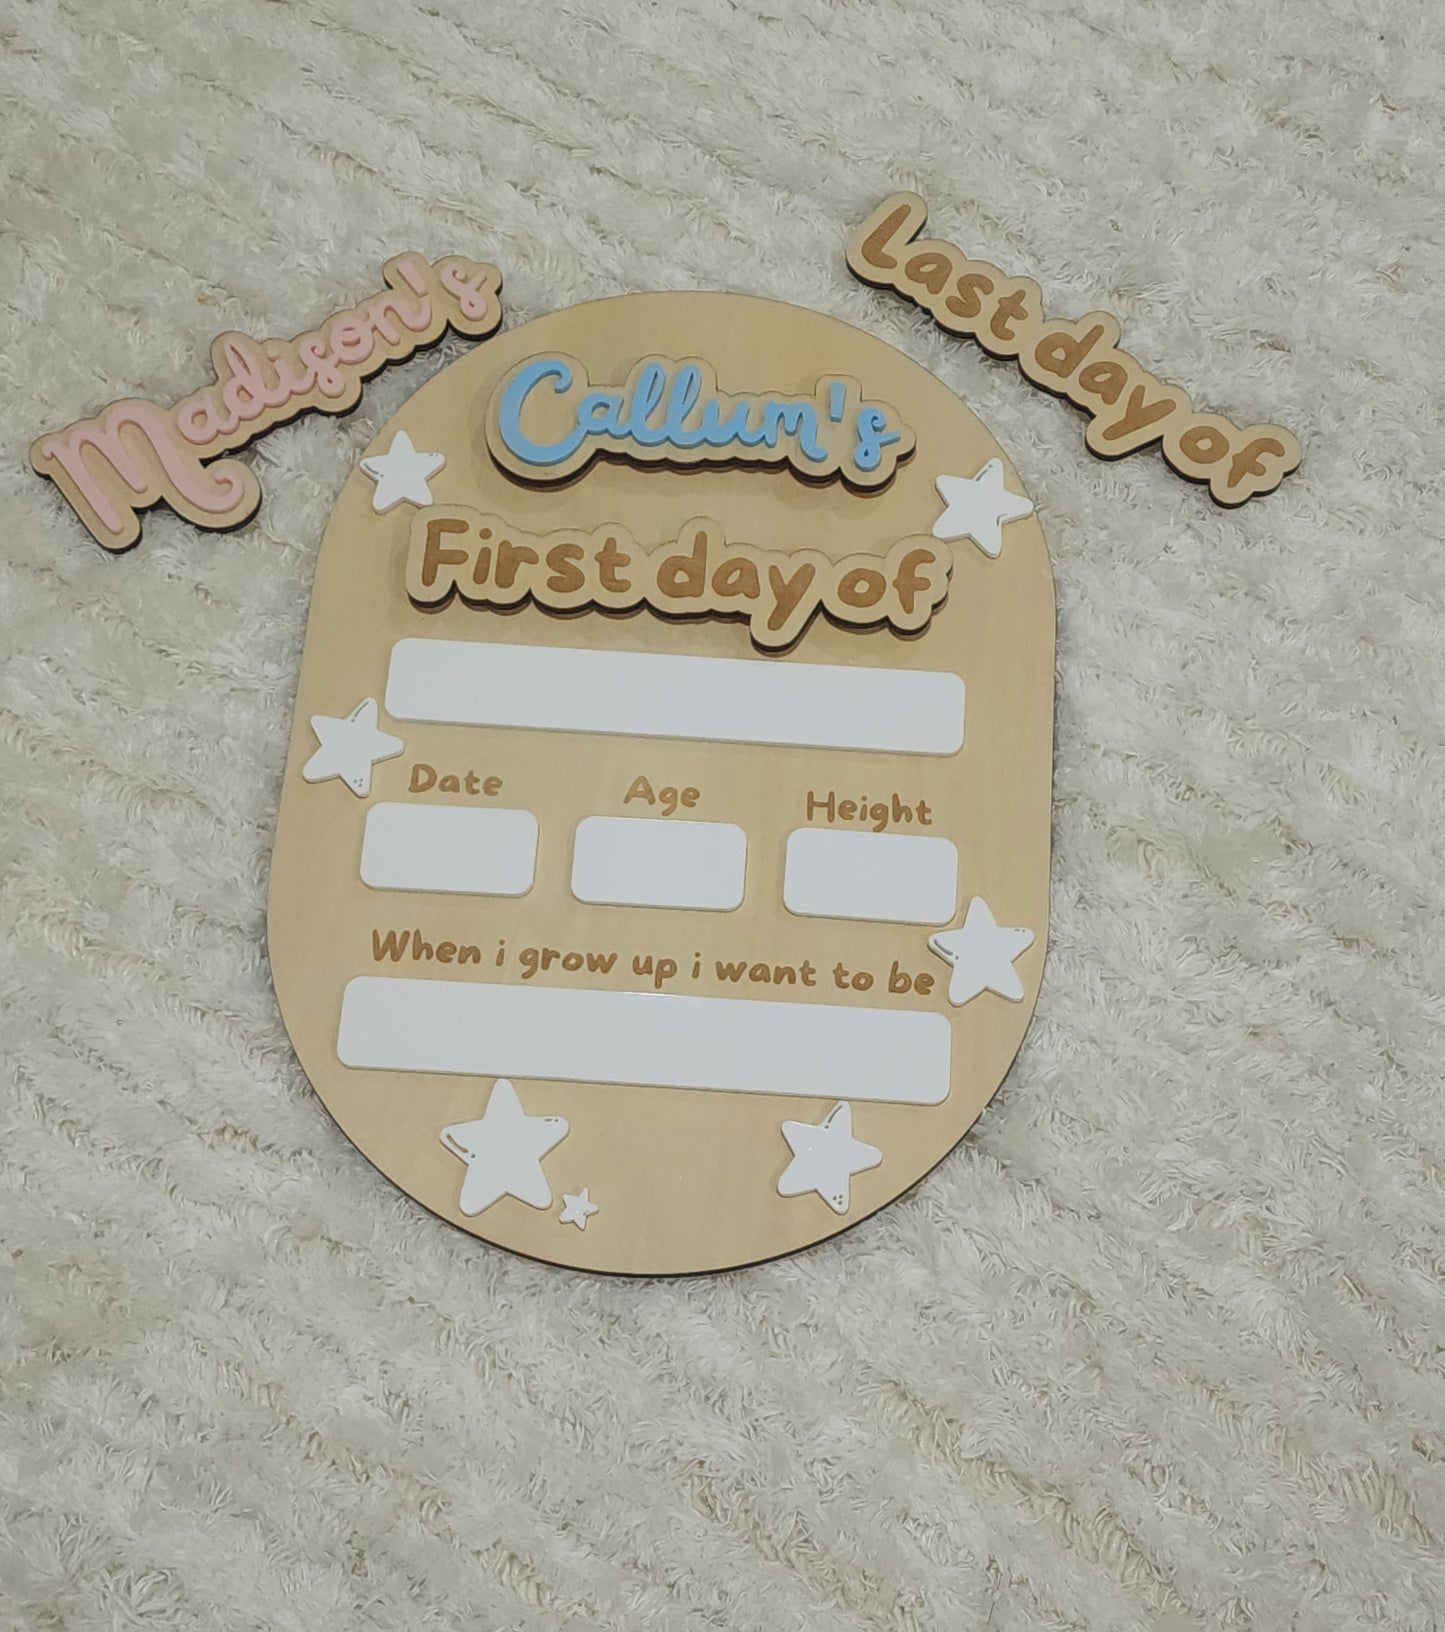 Madison's
Last day of
Callum's
First day of
Date
Age
Height
When i grow up i want to be